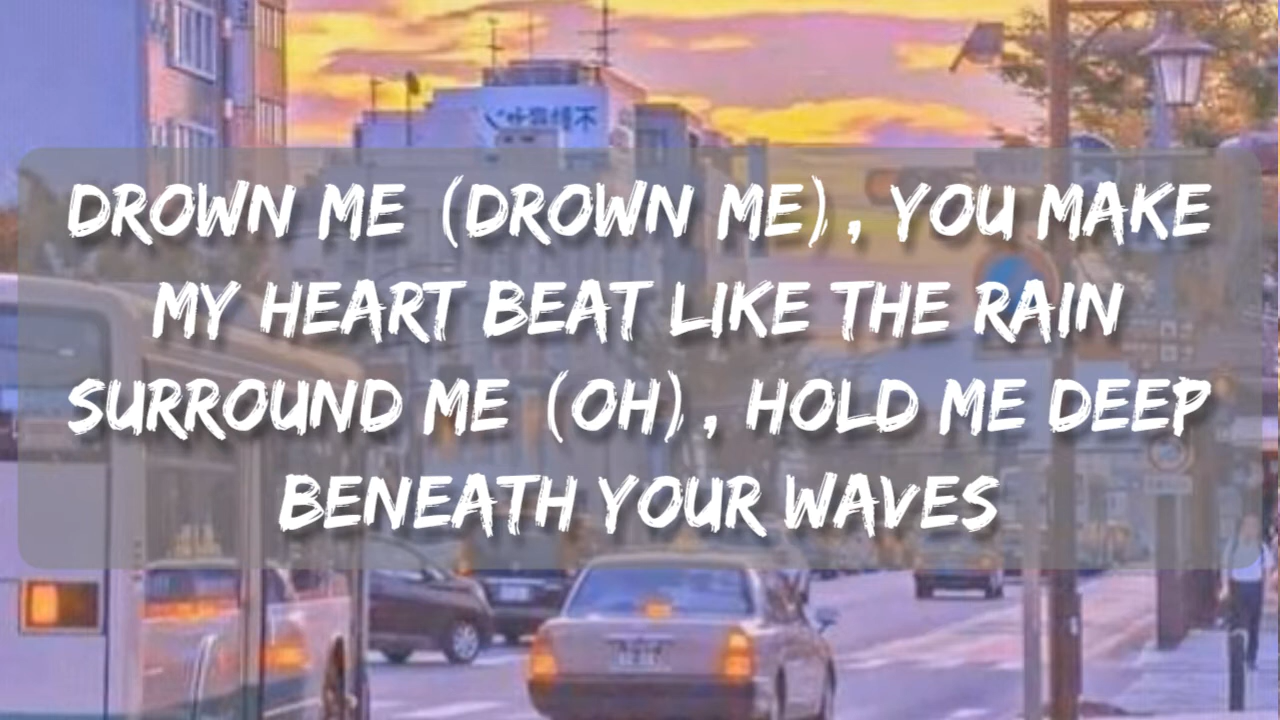 DROWN ME (DROWN ME), YOU MAKE
MY HEART BEAT LIKE THE RAIN
SURROUND ME (OH), HOLD ME DEEP
BENEATH YOUR WAVES